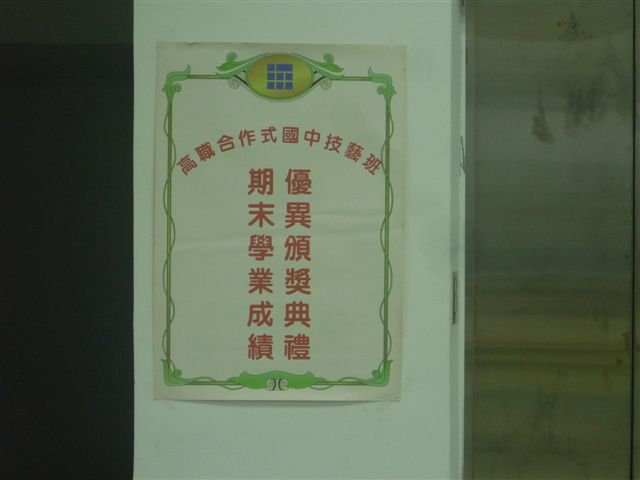 高職合作式國中技藝班
期末學業成績
優異頒獎典禮